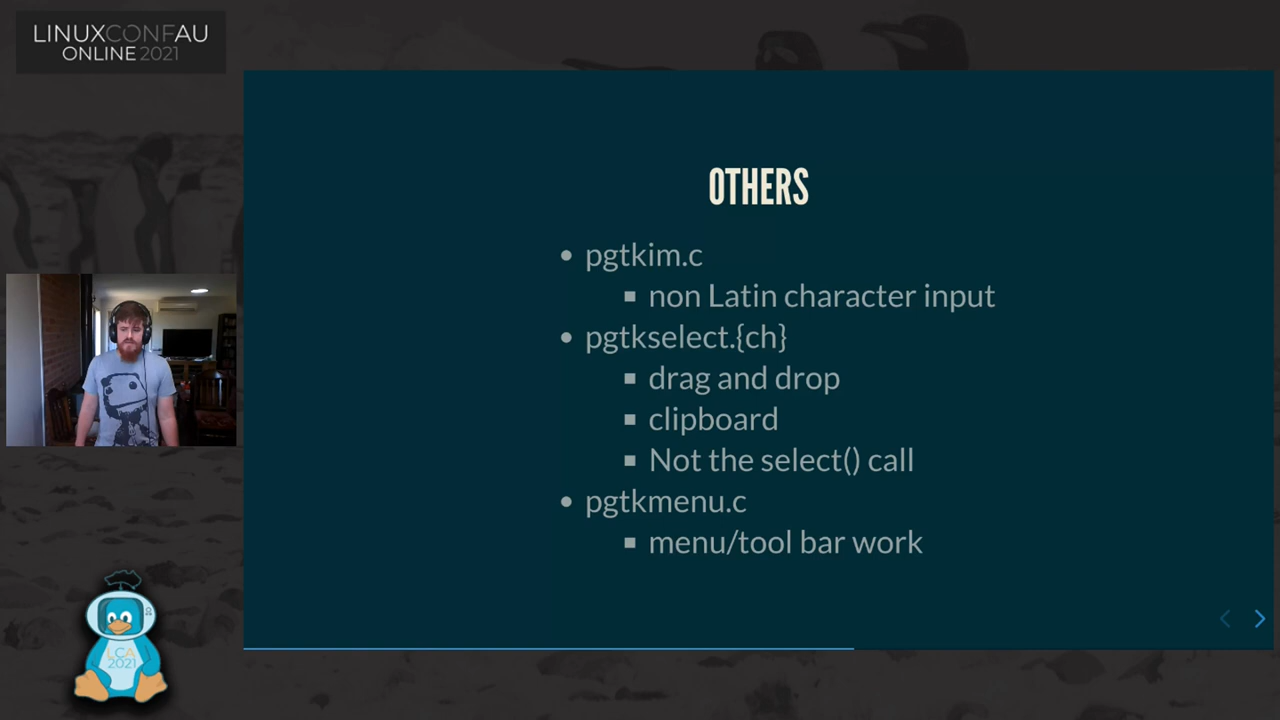 LINUXCONFAU
ONLINE 2021
OTHERS
pgtkim.c
non Latin character input
pgtkselect.{ch}
drag and drop
clipboard
Not the select() call
pgtkmenu.c
menu/tool bar work
LCA
2021